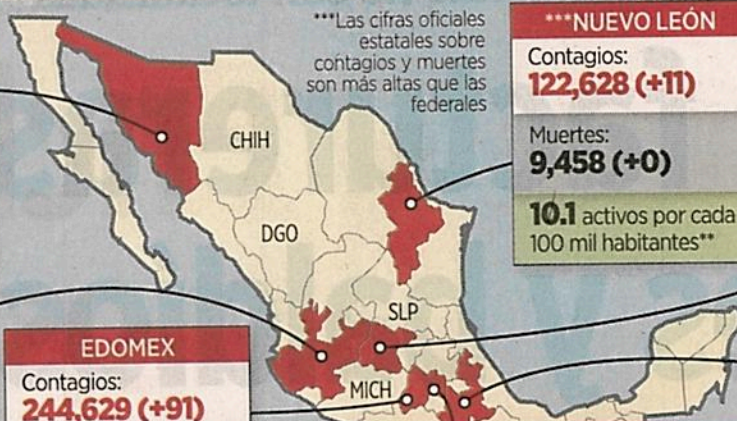 ***Las cifras oficiales
estatales sobre
contagios y muertes
son más altas que las
federales
***NUEVO LEÓN
Contagios:
122,628 (+11)
Muertes:
9,458 (+0)
10.1 activos por cada
100 mil habitantes**
CHIH
DGO
SLP
MICH
EDOMEX
Contagios:
244,629 (+91)